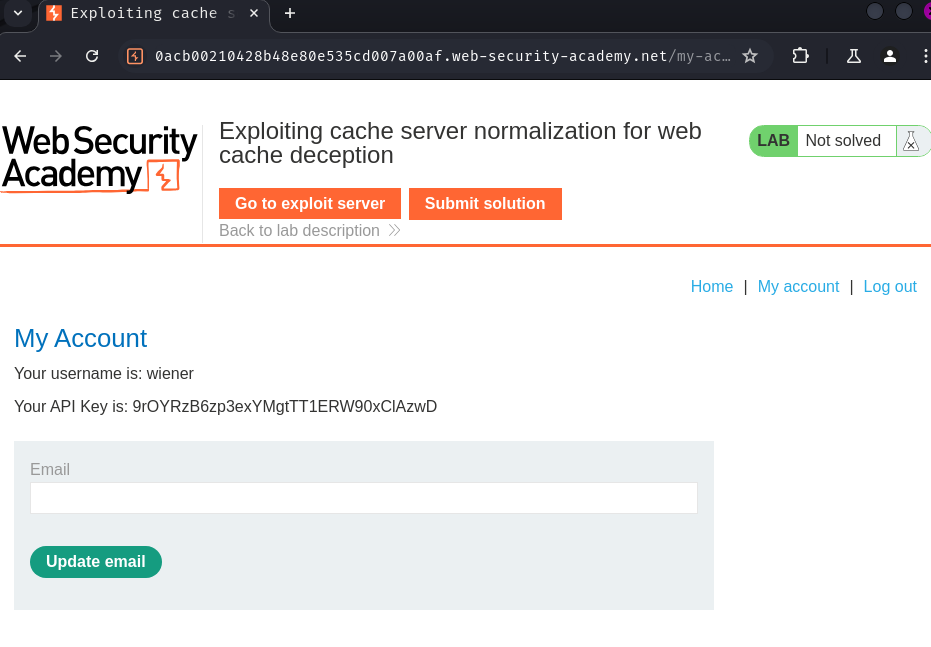 Exploiting cache s
0acb00210428b48e80e535cd007a00af.web-security-academy.net/my-ac…
Web Security
Academy
Exploiting cache server normalization for web
cache deception
LAB Not solved
Go to exploit server Submit solution
Back to lab description
Home | My account | Log out
My Account
Your username is: wiener
Your API Key is: 9rOYRzB6zp3exYMgtTT1ERW90xClAzwD
Email
Update email